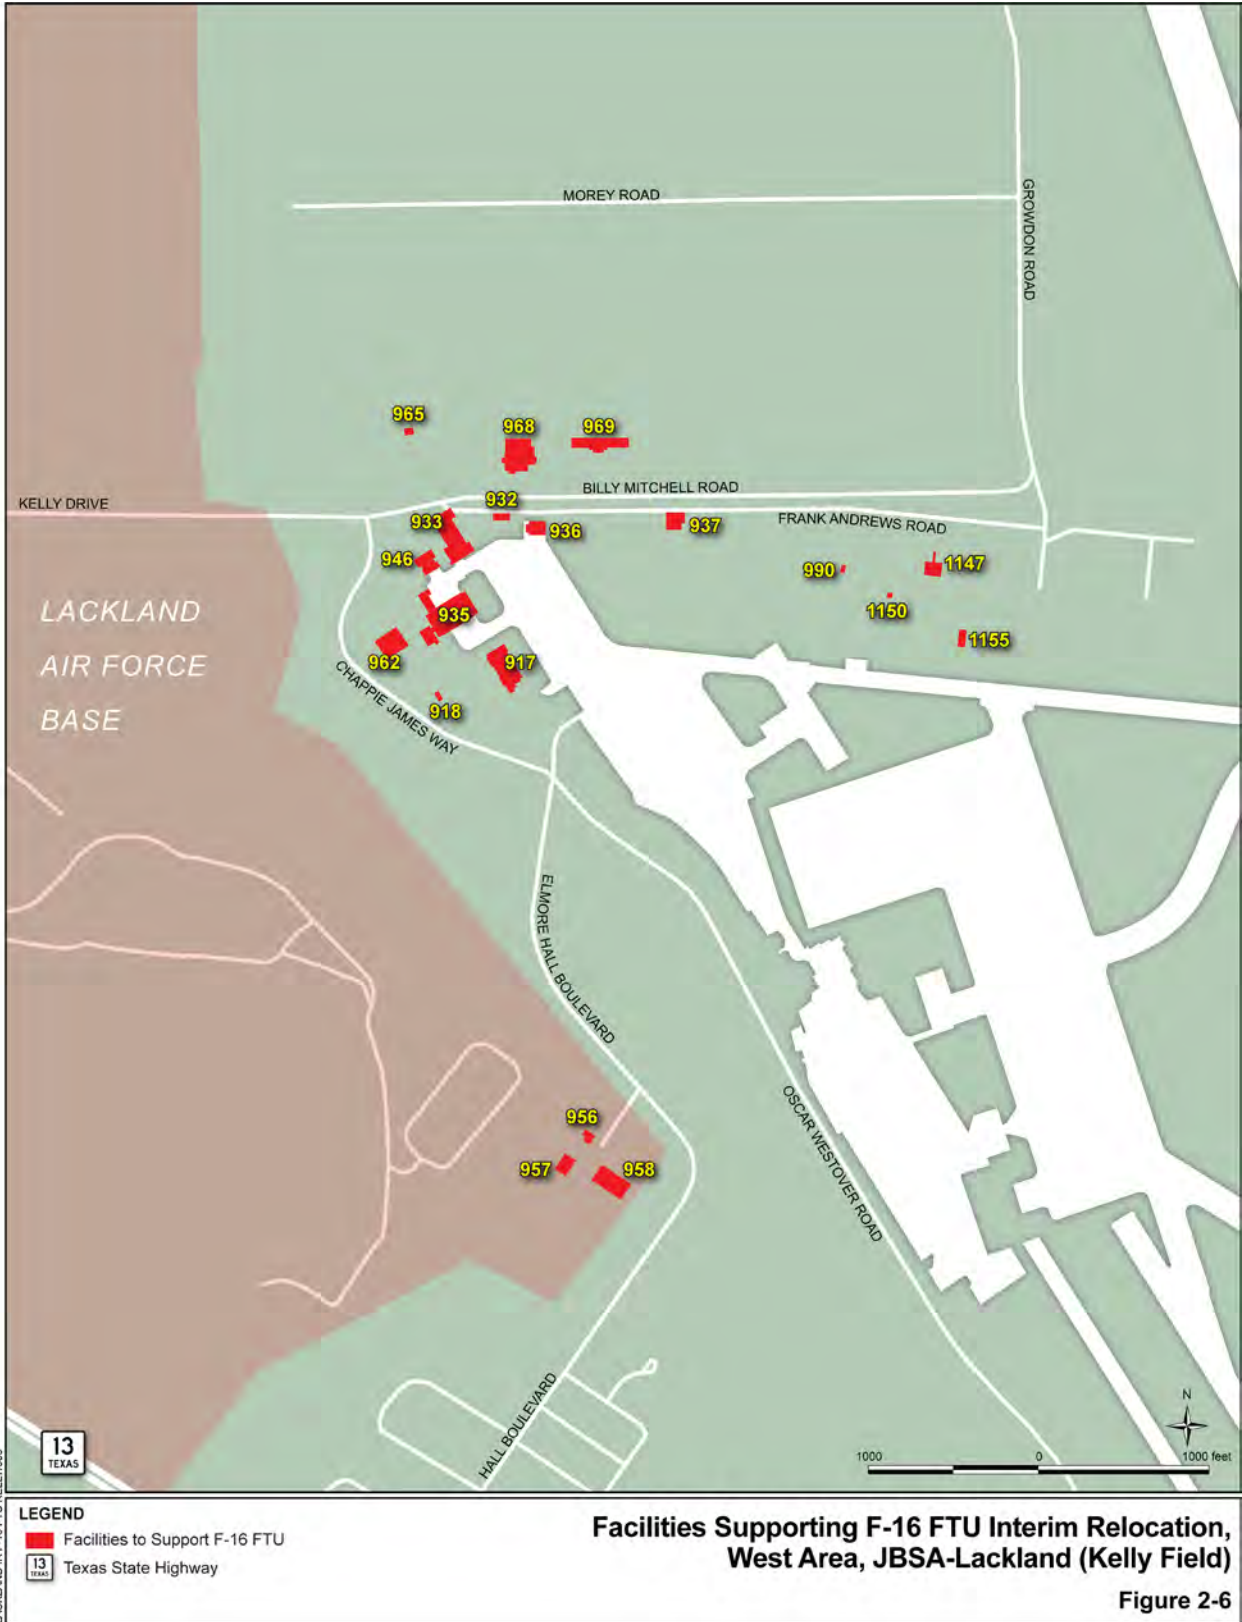 MOREY ROAD
GROWDON ROAD
965
968
969
KELLY DRIVE
BILLY MITCHELL ROAD
932
933
936
937
FRANK ANDREWS ROAD
946
990
1147
1150
935
1155
962
917
918
CHAPPIE JAMES WAY
LACKLAND
AIR FORCE
BASE
ELMORE HALL BOULEVARD
OSCAR WESTOVER ROAD
956
957
958
HALL BOULEVARD
N
13
TEXAS
1000
0
1000 feet
LEGEND
Facilities to Support F-16 FTU
13
TEXAS
Texas State Highway
Facilities Supporting F-16 FTU Interim Relocation,
West Area, JBSA-Lackland (Kelly Field)
Figure 2-6